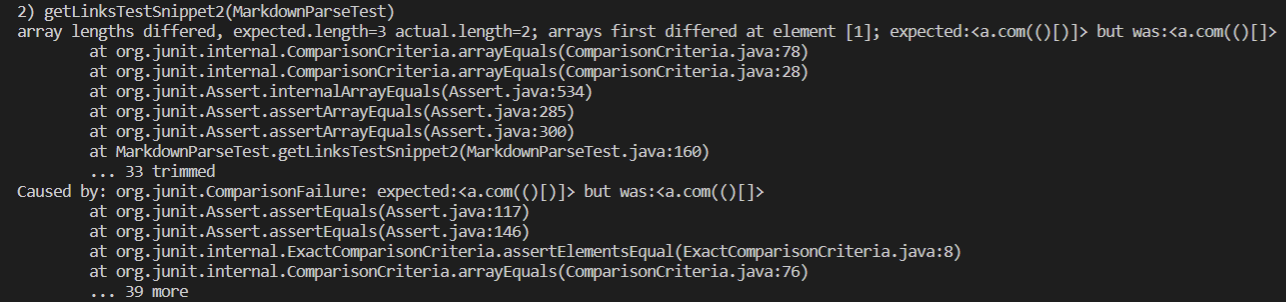 2) getLinksTestSnippet2(MarkdownParseTest)
array lengths differed, expected.length=3 actual.length=2; arrays first differed at element [1]; expected:<a.com(()[)]> but was:<a.com(()[]>
at org.junit.internal.ComparisonCriteria.arrayEquals(ComparisonCriteria.java:78)
at org.junit.internal.ComparisonCriteria.arrayEquals(ComparisonCriteria.java:28)
at org.junit.Assert.internalArrayEquals(Assert.java:534)
at org.junit.Assert.assertArrayEquals(Assert.java:285)
at org.junit.Assert.assertArrayEquals(Assert.java:300)
at MarkdownParseTest.getLinksTestSnippet2(MarkdownParseTest.java:160)
... 33 trimmed
Caused by: org.junit.ComparisonFailure: expected:<a.com(()[)]> but was:<a.com(()[]>
at org.junit.Assert.assertEquals(Assert.java:117)
at org.junit.Assert.assertEquals(Assert.java:146)
at org.junit.internal.ExactComparisonCriteria.assertElementsEqual(ExactComparisonCriteria.java:8)
at org.junit.internal.ComparisonCriteria.arrayEquals(ComparisonCriteria.java:76)
... 39 more